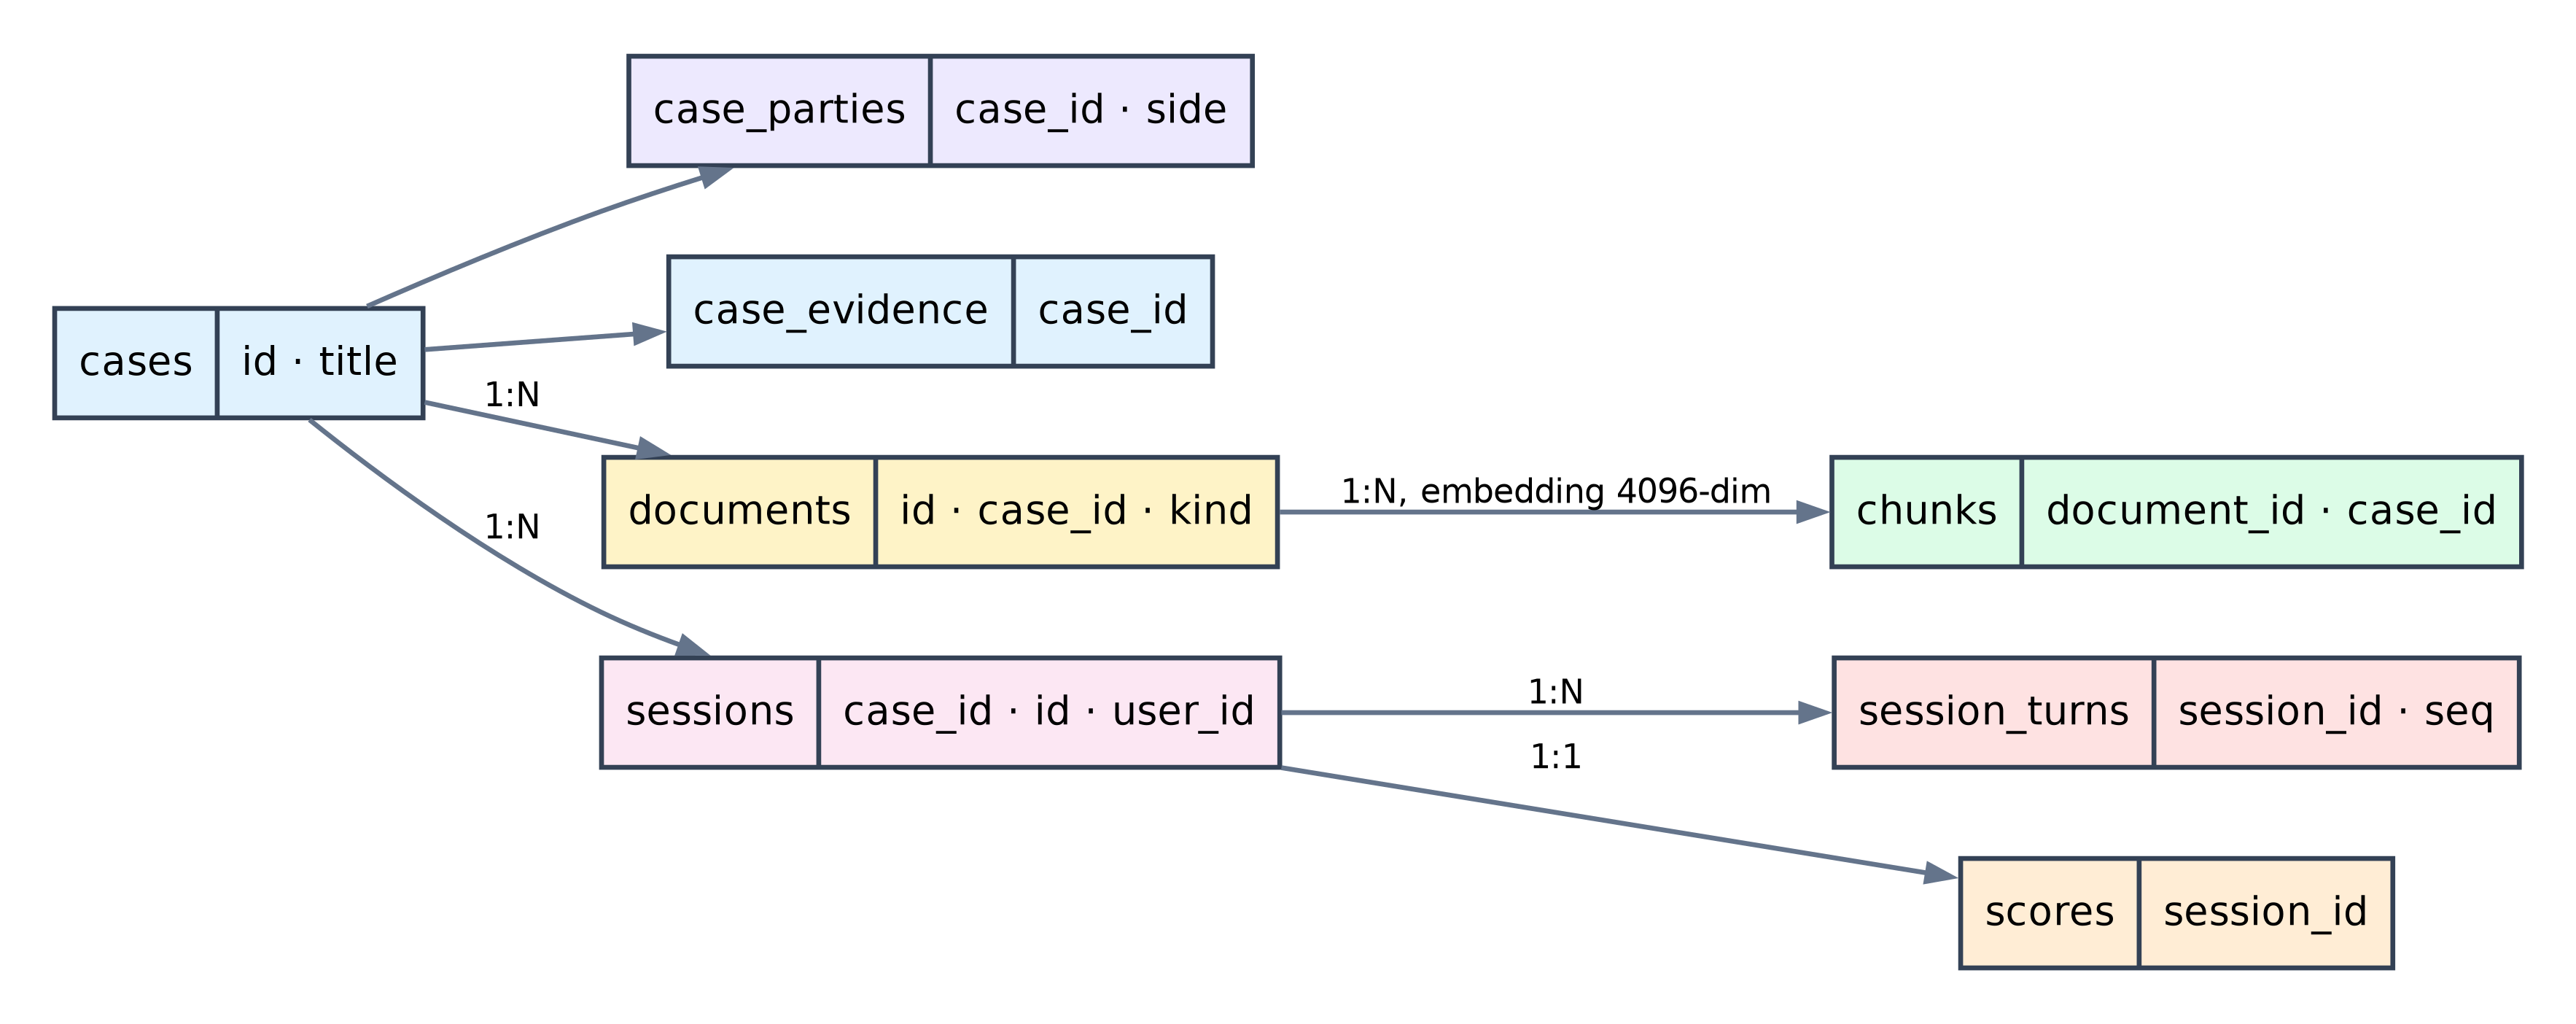 case_parties case_id · side
case_evidence case_id
cases id · title
1:N
documents id · case_id · kind
1:N, embedding 4096-dim
chunks document_id · case_id
1:N
sessions case_id · id · user_id
1:N
session_turns session_id · seq
1:1
scores session_id